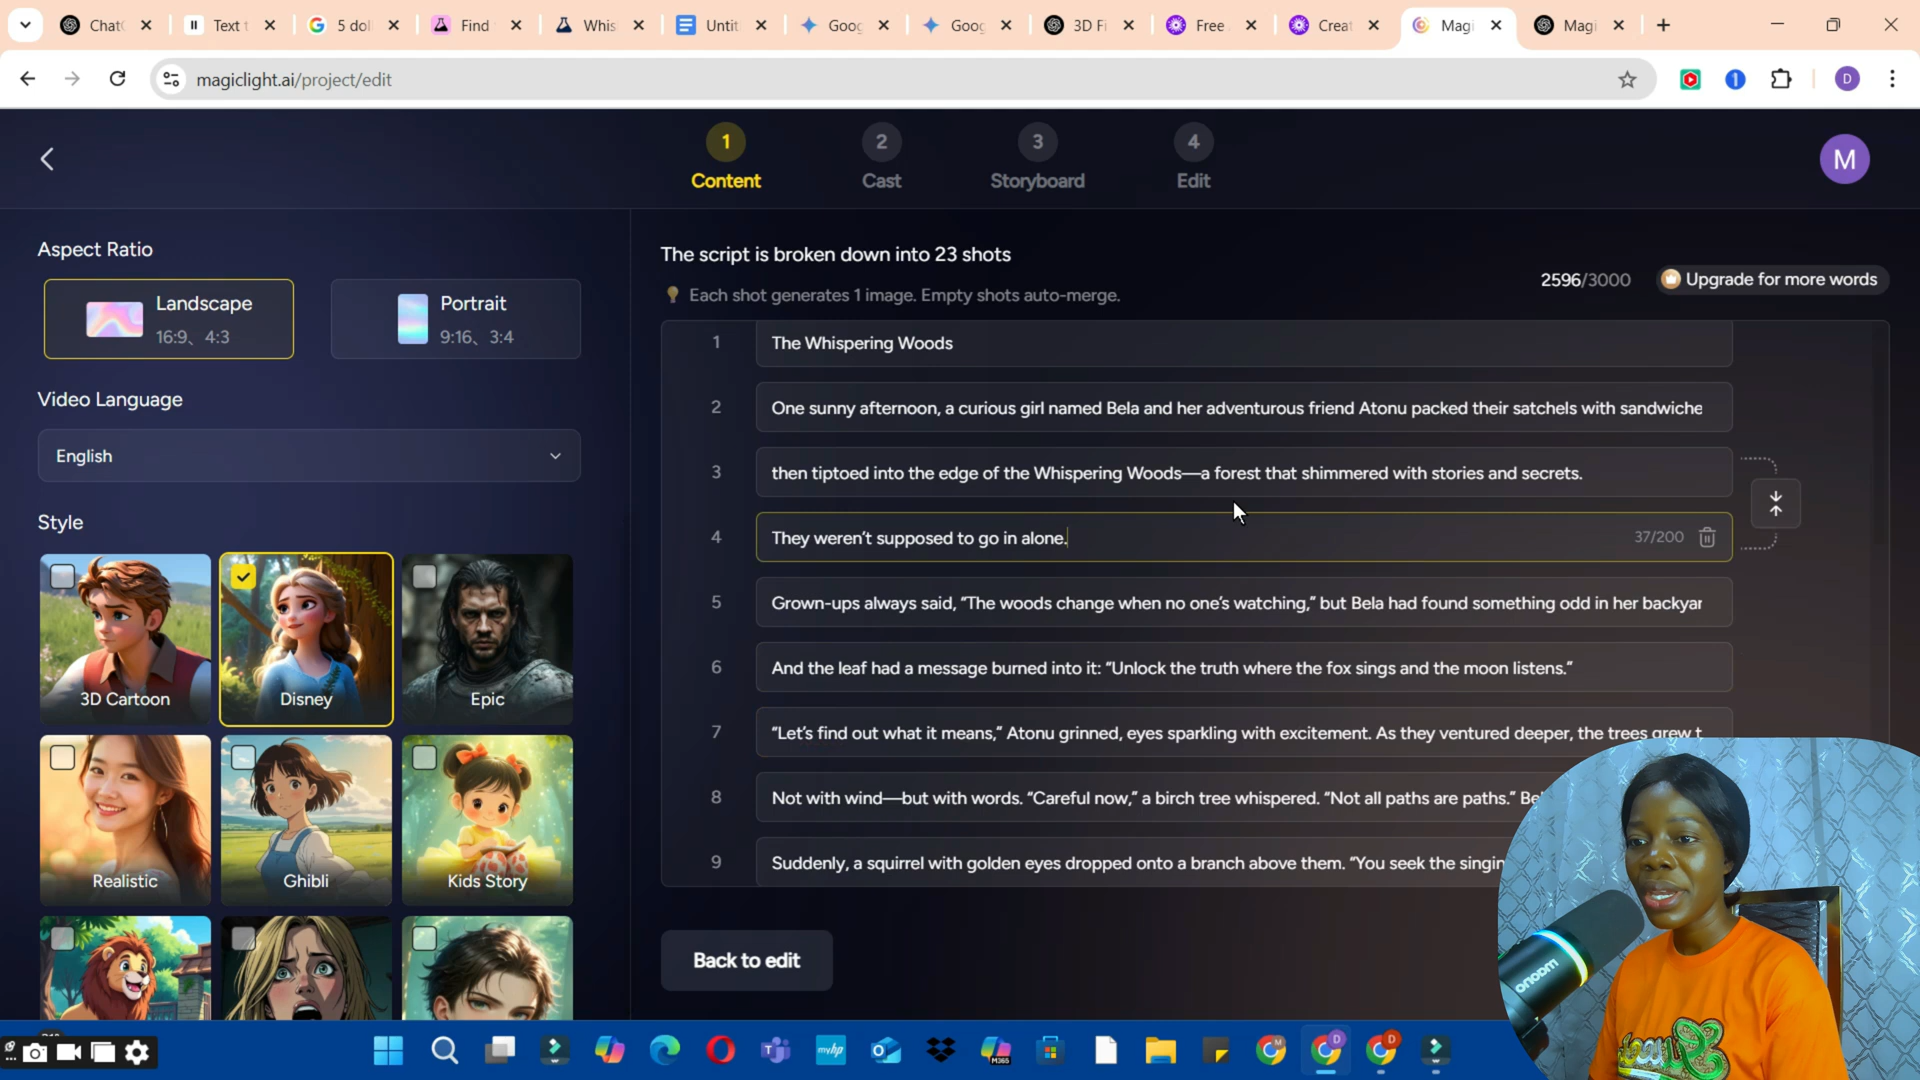 Chat
Text t
5 dol
Find
Whis
Untit
Goog
Goog
3D Fi
Free
Creat
Magi
Magi
magiclight.ai/project/edit
D
1
2
3
4
Content
Cast
Storyboard
Edit
M
Aspect Ratio
Landscape
16:9、4:3
Portrait
9:16、3:4
Video Language
English
Style
3D Cartoon
Disney
Epic
Realistic
Ghibli
Kids Story
The script is broken down into 23 shots
Each shot generates 1 image. Empty shots auto-merge.
2596/3000
Upgrade for more words
1 The Whispering Woods
2 One sunny afternoon, a curious girl named Bela and her adventurous friend Atonu packed their satchels with sandwiche
3 then tiptoed into the edge of the Whispering Woods—a forest that shimmered with stories and secrets.
4 They weren’t supposed to go in alone. 37/200
5 Grown-ups always said, “The woods change when no one’s watching,” but Bela had found something odd in her backyar
6 And the leaf had a message burned into it: “Unlock the truth where the fox sings and the moon listens.”
7 “Let’s find out what it means,” Atonu grinned, eyes sparkling with excitement. As they ventured deeper, the trees grew t
8 Not with wind—but with words. “Careful now,” a birch tree whispered. “Not all paths are paths.” Be
9 Suddenly, a squirrel with golden eyes dropped onto a branch above them. “You seek the singin
Back to edit
myhp
M365
MAONO